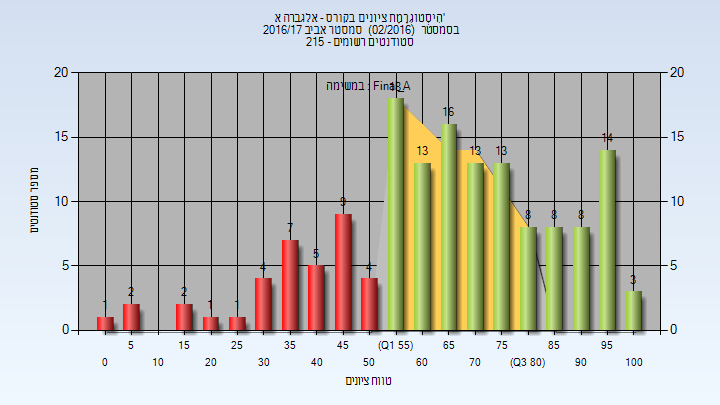 היסטוגרמת ציונים בקורס - אלגברה א'
בסמסטר (02/2016) סמסטר אביב 2016/17
סטודנטים רשומים - 215
במשימה : Final_A
מספר סטודנטים
20 20
15 15
10 10
5 5
0 0
1 2 2 1 1 4 7 5 9 4 18 13 16 13 13 8 8 8 14 3
5 15 25 35 45 (Q1 55) 65 75 85 95
0 10 20 30 40 50 60 70 (Q3 80) 90 100
טווח ציונים